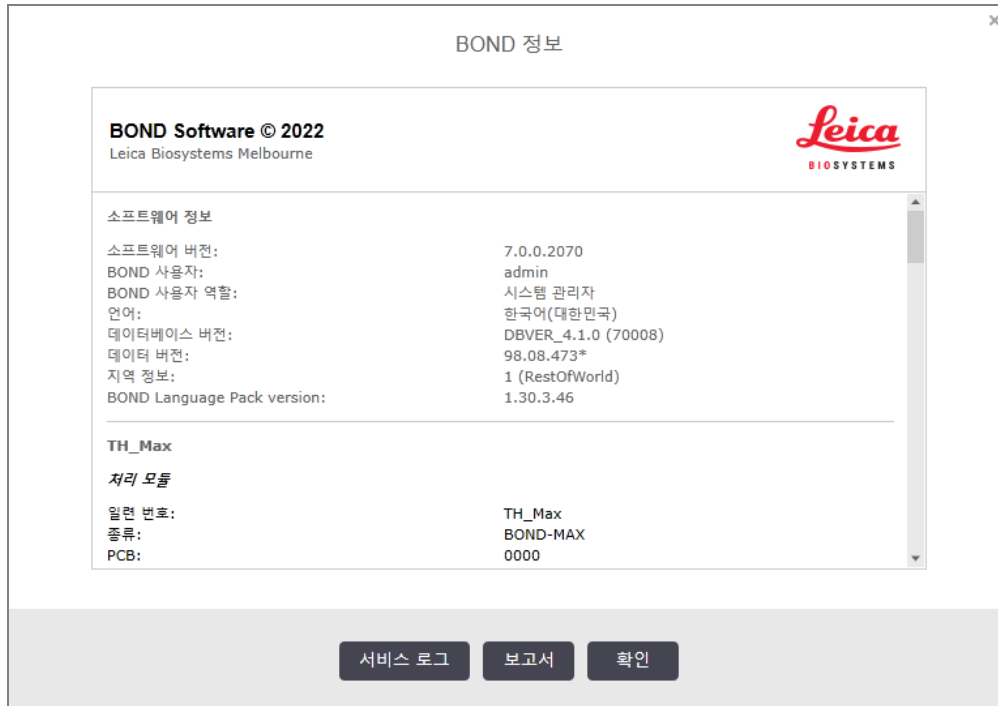 BOND 정보
BOND Software © 2022
Leica Biosystems Melbourne
Leica
BIOSYSTEMS
소프트웨어 정보
소프트웨어 버전: 7.0.0.2070
BOND 사용자: admin
BOND 사용자 역할: 시스템 관리자
언어: 한국어(대한민국)
데이터베이스 버전: DBVER_4.1.0 (70008)
데이터 버전: 98.08.473*
지역 정보: 1 (RestOfWorld)
BOND Language Pack version: 1.30.3.46
TH_Max
처리 모듈
일련 번호: TH_Max
종류: BOND-MAX
PCB: 0000
서비스 로그 보고서 확인